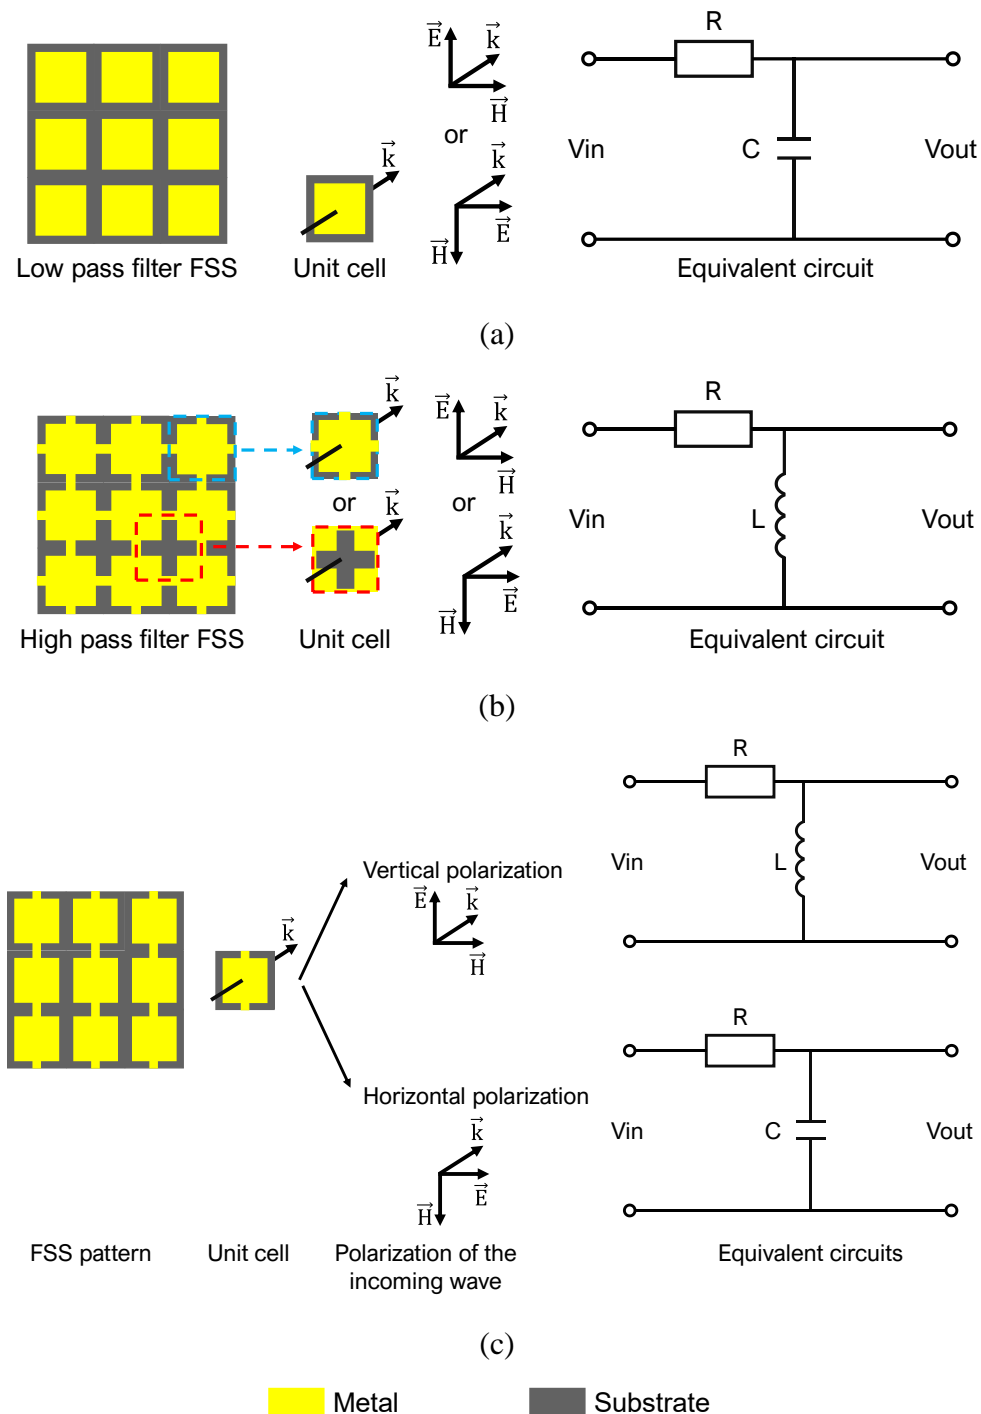 R
E⃗
k⃗
H⃗
or
Vin
C
Vout
k⃗
k⃗
H⃗
E⃗
Low pass filter FSS
Unit cell
Equivalent circuit
(a)
R
k⃗
E⃗
k⃗
H⃗
or
k⃗
or
Vin
L
Vout
k⃗
E⃗
H⃗
High pass filter FSS
Unit cell
Equivalent circuit
(b)
R
Vin
L
Vout
Vertical polarization
E⃗
k⃗
H⃗
k⃗
R
Horizontal polarization
Vin
C
Vout
k⃗
E⃗
H⃗
FSS pattern
Unit cell
Polarization of the
incoming wave
Equivalent circuits
(c)
Metal
Substrate